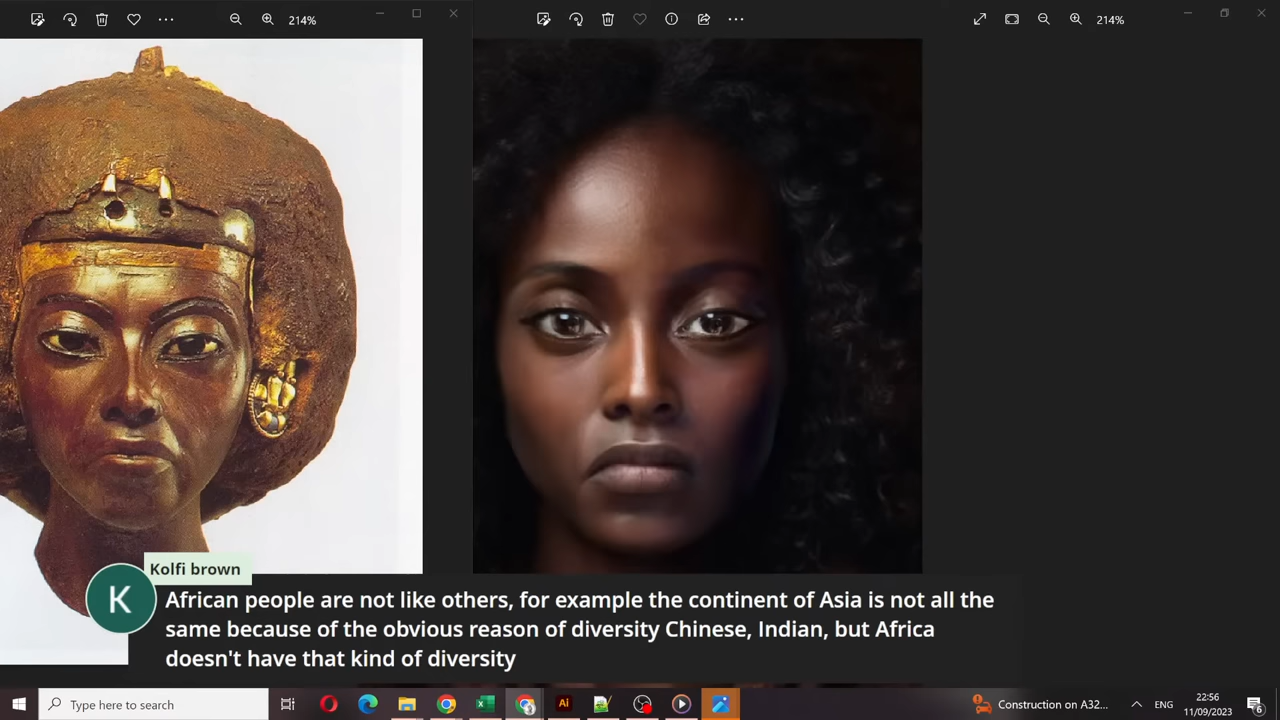 214%
214%
K
Kolfi brown
African people are not like others, for example the continent of Asia is not all the
same because of the obvious reason of diversity Chinese, Indian, but Africa
doesn't have that kind of diversity
Type here to search
X
Ai
Construction on A32...
ENG
22:56
11/09/2023
6